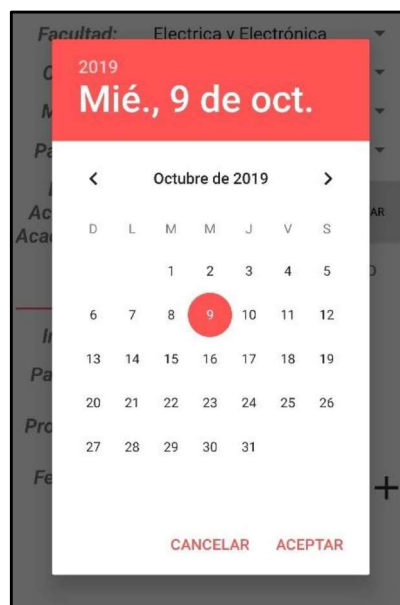 Facultad: Electrica y Electrónica
2019
Mié., 9 de oct.
Octubre de 2019
D L M M J V S
1 2 3 4 5
6 7 8 9 10 11 12
13 14 15 16 17 18 19
20 21 22 23 24 25 26
27 28 29 30 31
CANCELAR ACEPTAR